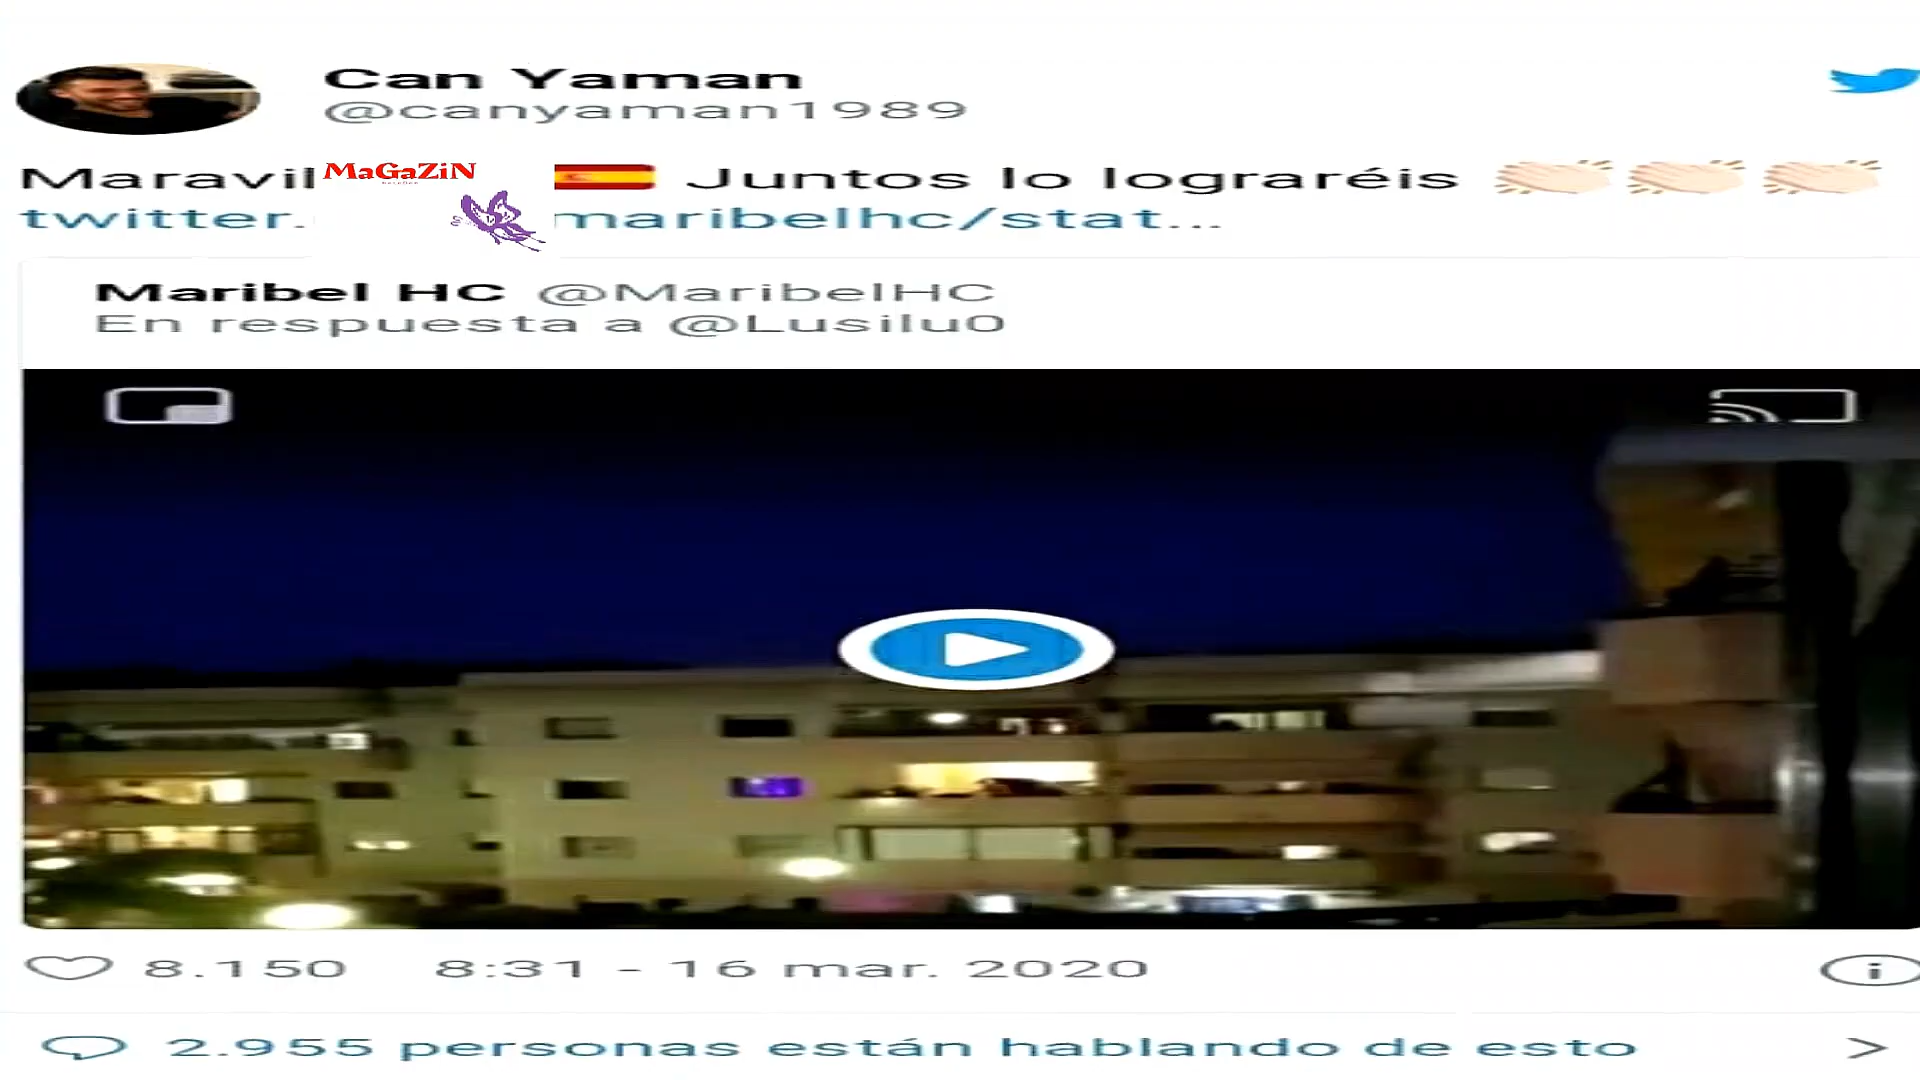 Can Yaman
@canyaman1989
Maravil MaGaZiN Juntos lo lograréis
twitter. maribelhc/stat...
Maribel HC @MaribelHC
En respuesta a @Lusilu0
8.150 8:31 - 16 mar. 2020
2.955 personas están hablando de esto